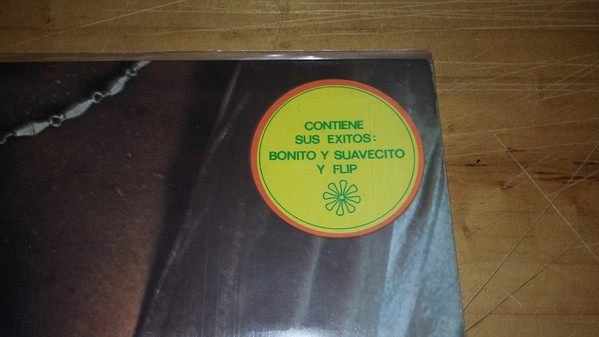 CONTIENE
SUS EXITOS:
BONITO Y SUAVECITO
Y FLIP